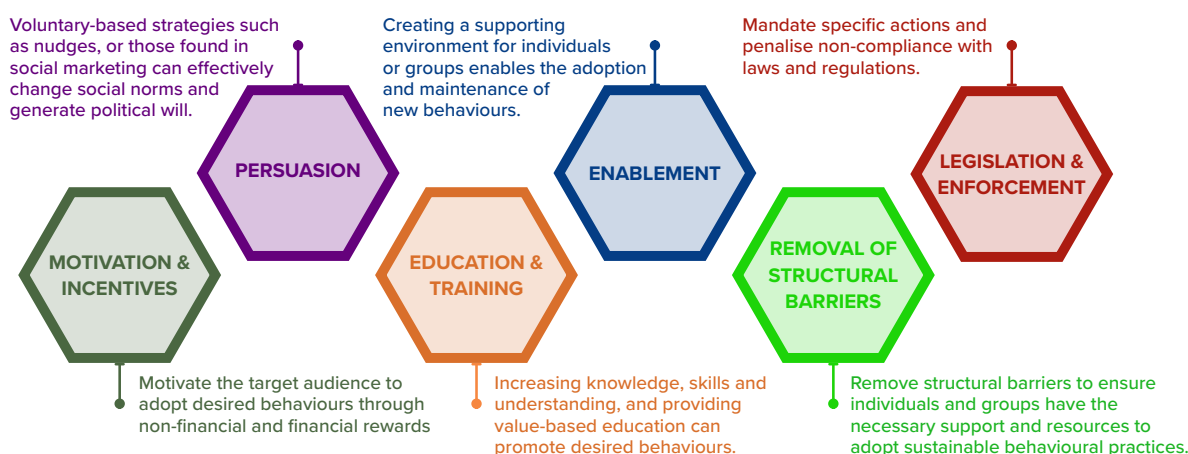 Voluntary-based strategies such
as nudges, or those found in
social marketing can effectively
change social norms and
generate political will.
Creating a supporting
environment for individuals
or groups enables the adoption
and maintenance of
new behaviours.
Mandate specific actions and
penalise non-compliance with
laws and regulations.
PERSUASION
ENABLEMENT
LEGISLATION &
ENFORCEMENT
MOTIVATION &
INCENTIVES
EDUCATION &
TRAINING
REMOVAL OF
STRUCTURAL
BARRIERS
Motivate the target audience to
adopt desired behaviours through
non-financial and financial rewards
Increasing knowledge, skills and
understanding, and providing
value-based education can
promote desired behaviours.
Remove structural barriers to ensure
individuals and groups have the
necessary support and resources to
adopt sustainable behavioural practices.